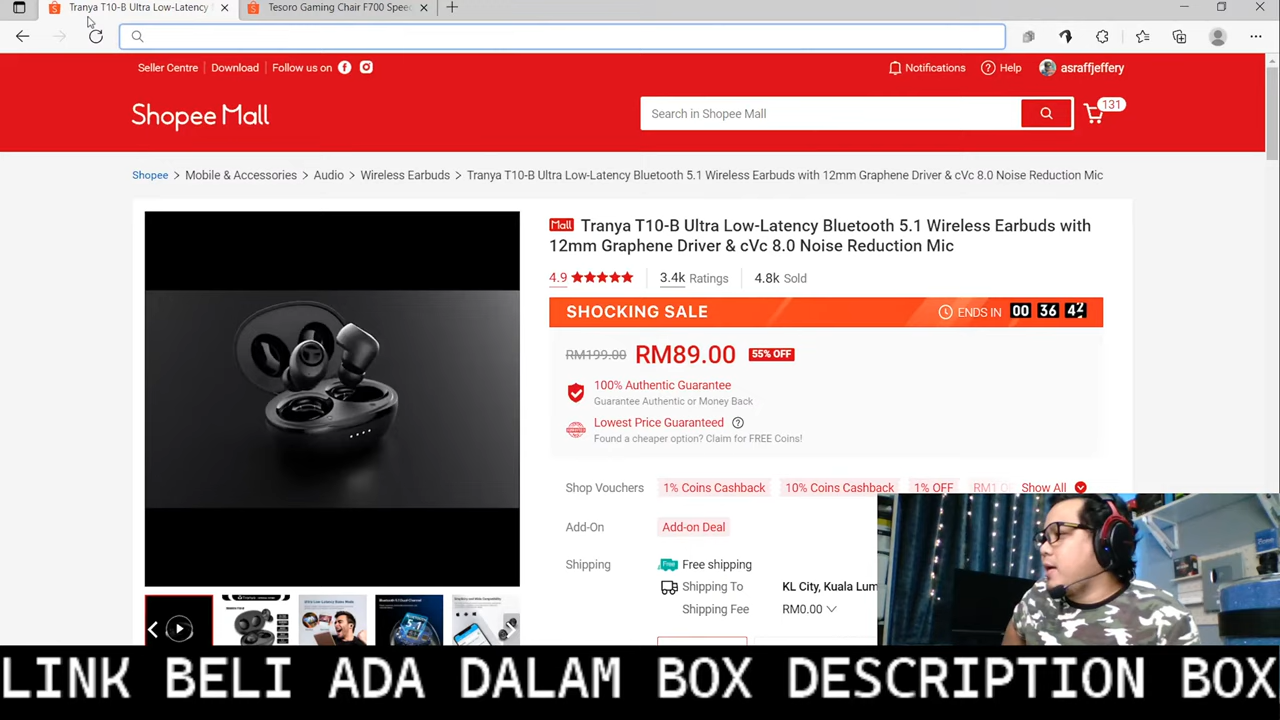 Tranya T10-B Ultra Low-Latency
Tesoro Gaming Chair F700 Spee
Seller Centre
Download
Follow us on
Notifications
Help
asraffjeffery
Shopee Mall
Search in Shopee Mall
131
Shopee > Mobile & Accessories > Audio > Wireless Earbuds > Tranya T10-B Ultra Low-Latency Bluetooth 5.1 Wireless Earbuds with 12mm Graphene Driver & cVc 8.0 Noise Reduction Mic
Mall Tranya T10-B Ultra Low-Latency Bluetooth 5.1 Wireless Earbuds with
12mm Graphene Driver & cVc 8.0 Noise Reduction Mic
4.9
3.4k Ratings
4.8k Sold
SHOCKING SALE
ENDS IN 00 36 42
RM199.00 RM89.00 55% OFF
100% Authentic Guarantee
Guarantee Authentic or Money Back
Lowest Price Guaranteed
Found a cheaper option? Claim for FREE Coins!
Shop Vouchers 1% Coins Cashback 10% Coins Cashback 1% OFF RM1 Show All
Add-On Add-on Deal
Shipping Free shipping
Shipping To KL City, Kuala Lum
Shipping Fee RM0.00
LINK BELI ADA DALAM BOX DESCRIPTION BOX